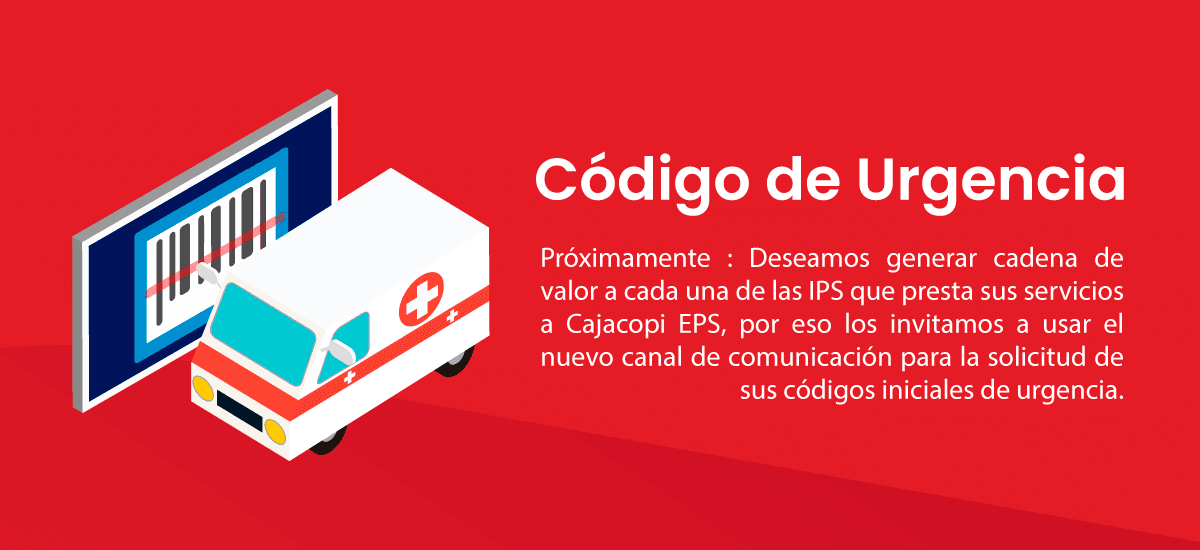 Código de Urgencia
Próximamente : Deseamos generar cadena de
valor a cada una de las IPS que presta sus servicios
a Cajacopi EPS, por eso los invitamos a usar el
nuevo canal de comunicación para la solicitud de
sus códigos iniciales de urgencia.